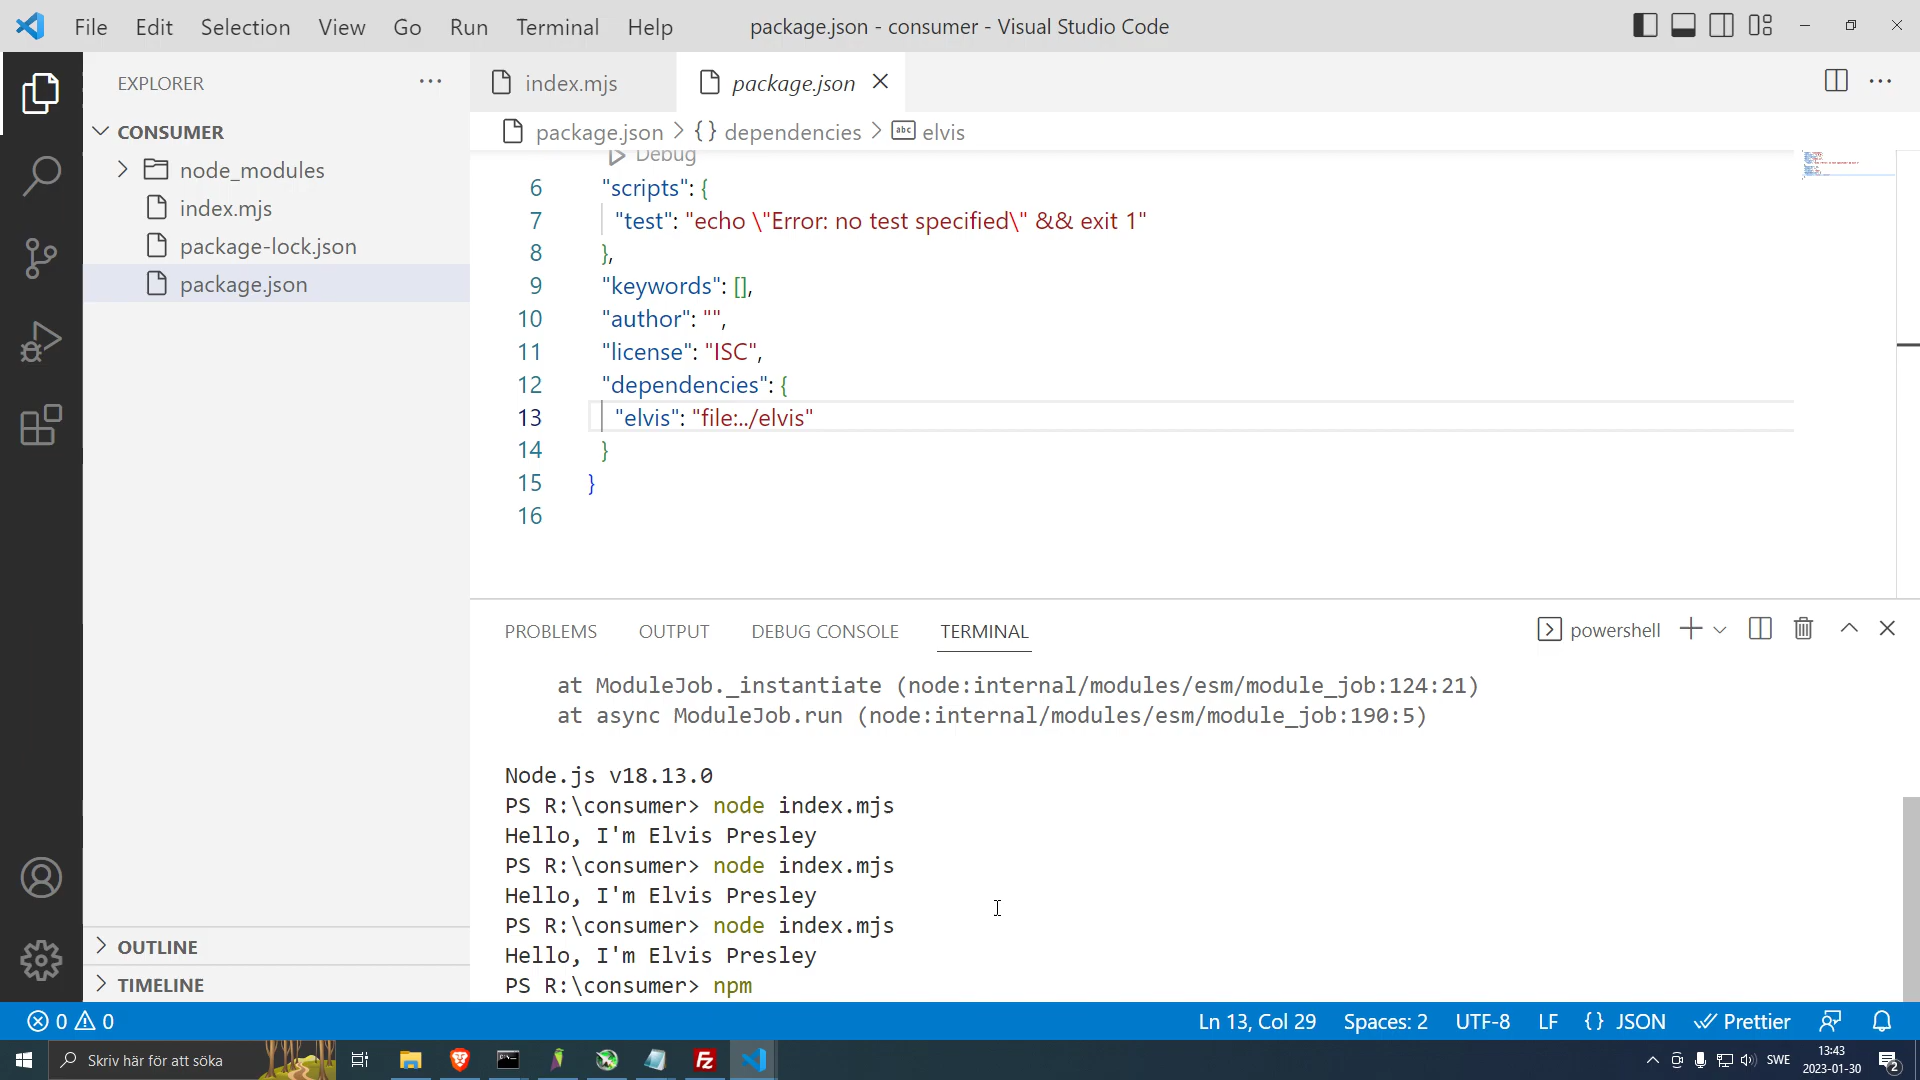 File Edit Selection View Go Run Terminal Help
package.json - consumer - Visual Studio Code
EXPLORER
CONSUMER
node_modules
index.mjs
package-lock.json
package.json
OUTLINE
TIMELINE
index.mjs
package.json
package.json > {} dependencies > abc elvis
Debug
6 "scripts": {
7 "test": "echo \"Error: no test specified\" && exit 1"
8 },
9 "keywords": [],
10 "author": "",
11 "license": "ISC",
12 "dependencies": {
13 "elvis": "file:../elvis"
14 }
15 }
16
PROBLEMS OUTPUT DEBUG CONSOLE TERMINAL
powershell
at ModuleJob._instantiate (node:internal/modules/esm/module_job:124:21)
at async ModuleJob.run (node:internal/modules/esm/module_job:190:5)
Node.js v18.13.0
PS R:\consumer> node index.mjs
Hello, I'm Elvis Presley
PS R:\consumer> node index.mjs
Hello, I'm Elvis Presley
PS R:\consumer> node index.mjs
Hello, I'm Elvis Presley
PS R:\consumer> npm
0 0
Ln 13, Col 29 Spaces: 2 UTF-8 LF {} JSON Prettier
Skriv här för att söka
SWE
13:43
2023-01-30
2